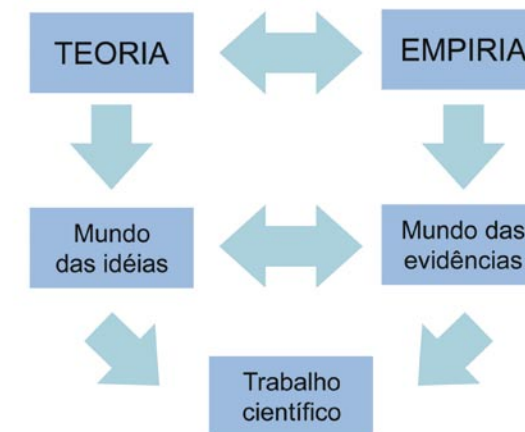 TEORIA
EMPIRIA
Mundo
das idéias
Mundo das
evidências
Trabalho
científico